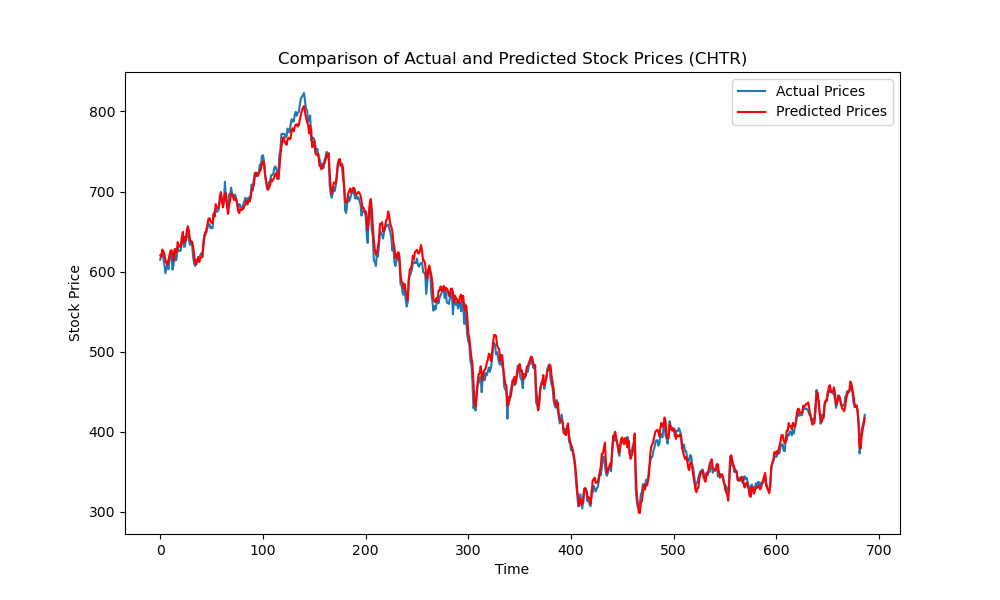 Comparison of Actual and Predicted Stock Prices (CHTR)
Actual Prices
Predicted Prices
800
700
600
500
400
300
Stock Price
0 100 200 300 400 500 600 700
Time